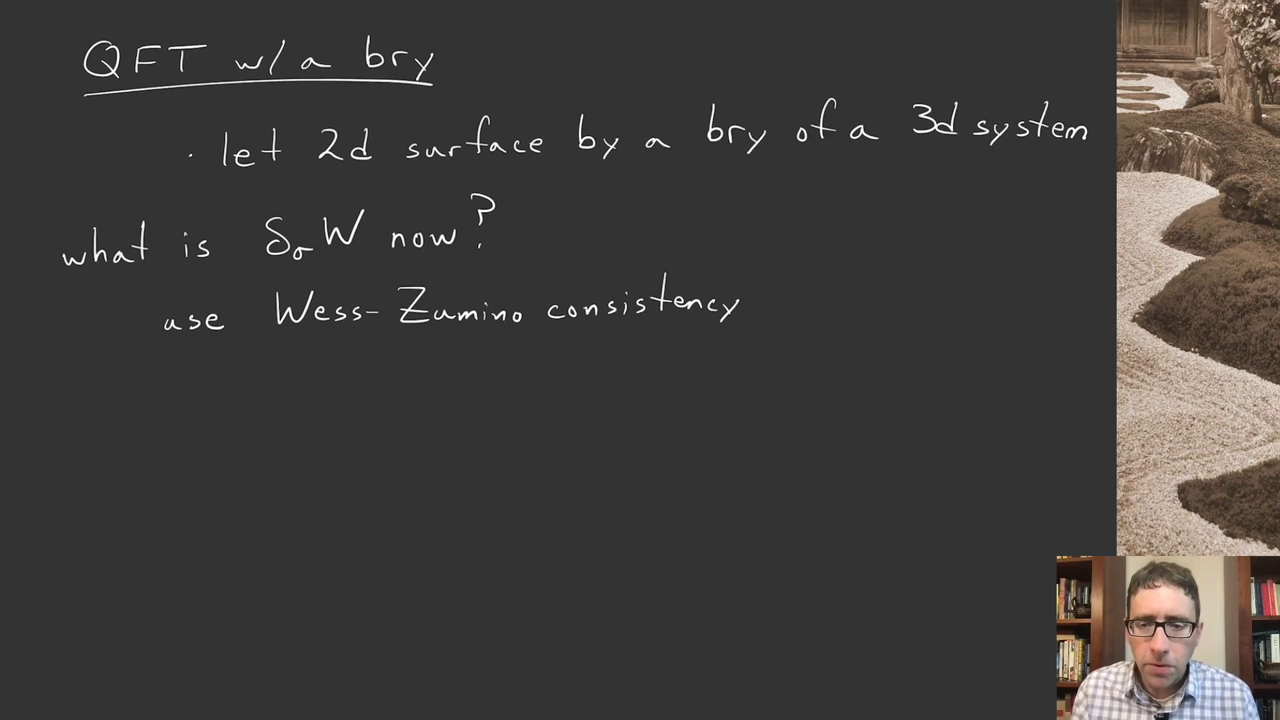 QFT w/ a bry
· let 2d surface by a bry of a 3d system
what is δσW now?
use Wess-Zumino consistency